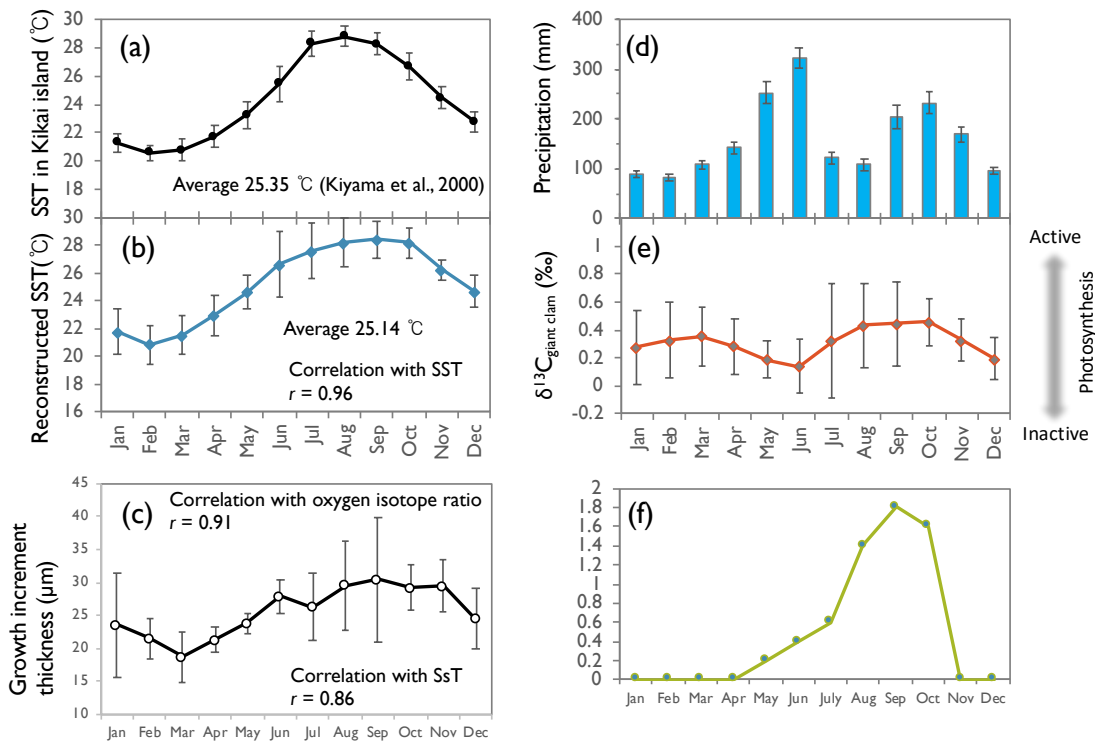 (a)
SST in Kikai island (℃)
30
28
26
24
22
20
Average 25.35 ℃ (Kiyama et al., 2000)
(b)
Reconstructed SST(℃)
30
28
26
24
22
20
18
16
Average 25.14 ℃
Correlation with SST
r = 0.96
Jan Feb Mar Apr May Jun Jul Aug Sep Oct Nov Dec
(c)
Growth increment
thickness (μm)
45
40
35
30
25
20
15
10
Correlation with oxygen isotope ratio
r = 0.91
Correlation with SsT
r = 0.86
Jan Feb Mar Apr May Jun Jul Aug Sep Oct Nov Dec
(d)
Precipitation (mm)
400
300
200
100
0
(e)
δ13Cgiant clam (‰)
1
0.8
0.6
0.4
0.2
0
-0.2
Jan Feb Mar Apr May Jun Jul Aug Sep Oct Nov Dec
Active
Photosynthesis
Inactive
(f)
2
1.8
1.6
1.4
1.2
1
0.8
0.6
0.4
0.2
0
Jan Feb Mar Apr May Jun July Aug Sep Oct Nov Dec